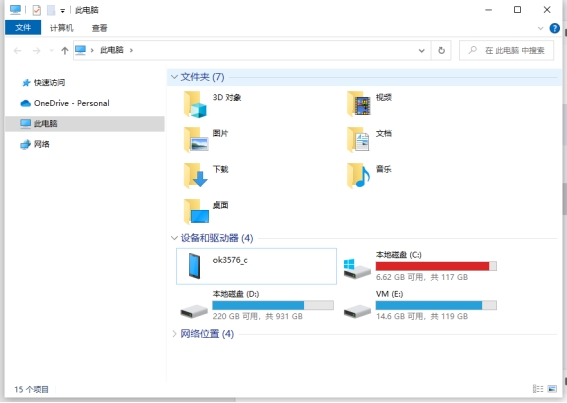 此电脑
文件 计算机 查看
此电脑
在 此电脑 中搜索
快速访问
OneDrive - Personal
此电脑
网络
文件夹 (7)
3D 对象
视频
图片
文档
下载
音乐
桌面
设备和驱动器 (4)
ok3576_c
本地磁盘 (C:)
6.62 GB 可用，共 117 GB
本地磁盘 (D:)
220 GB 可用，共 931 GB
VM (E:)
14.6 GB 可用，共 119 GB
网络位置 (4)
15 个项目